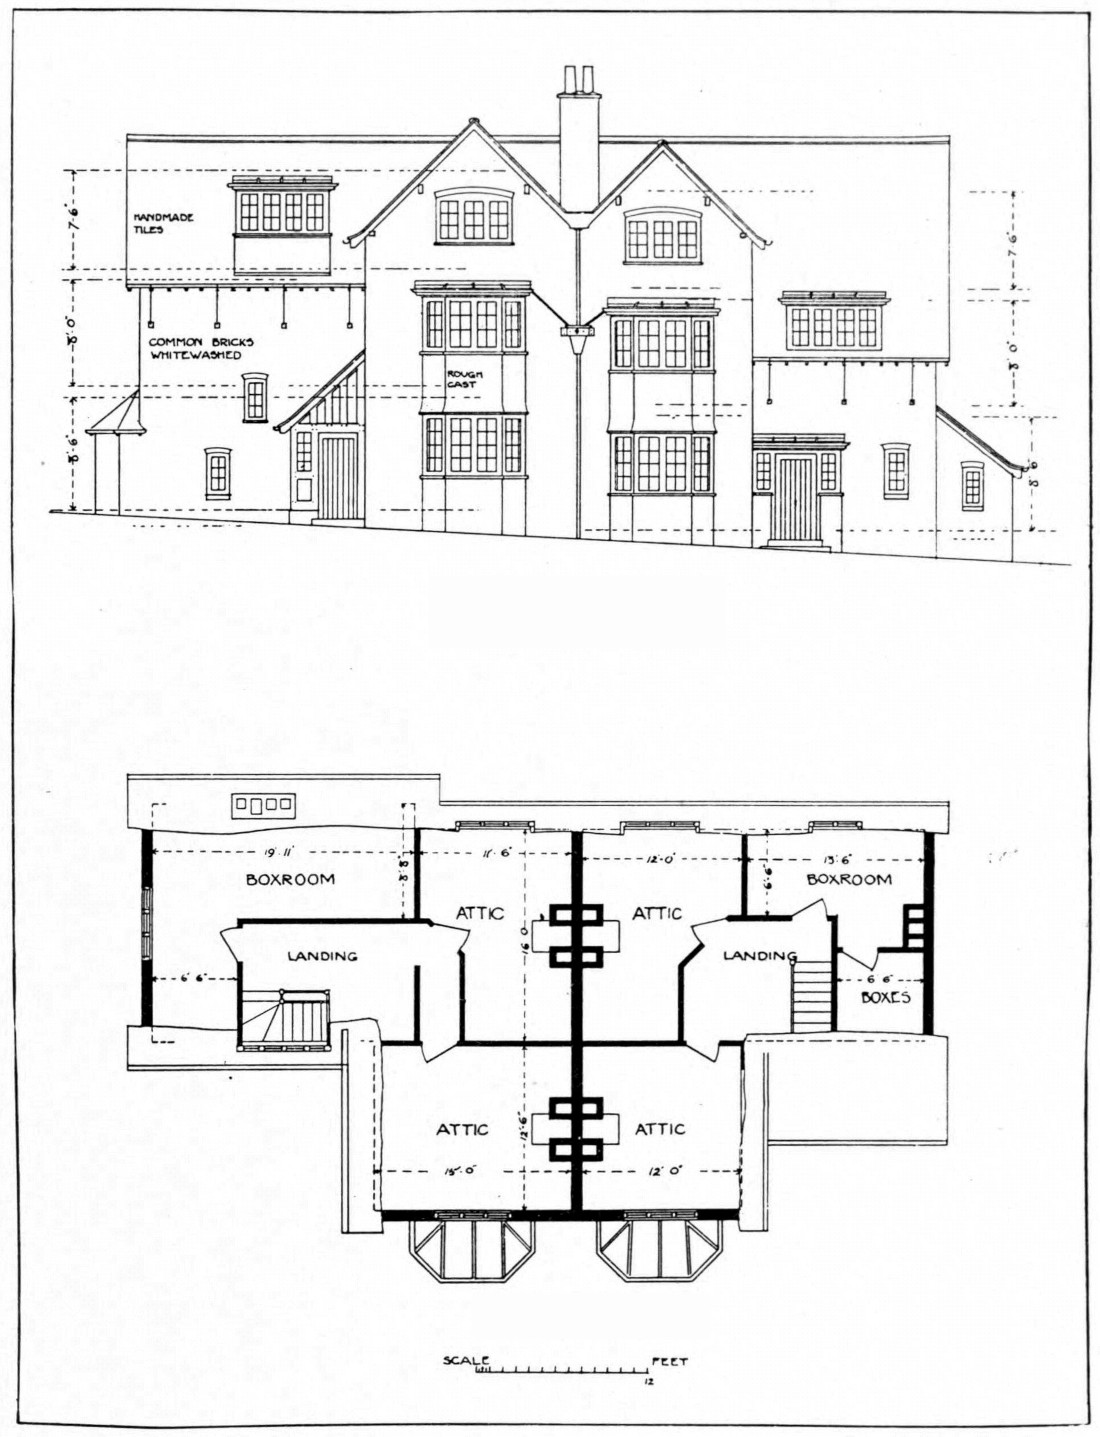 HANDMADE
TILES
7'·6"
8'·0"
8'·6"
COMMON BRICKS
WHITEWASHED
ROUGH
CAST
7'·6"
8'·0"
8'·6"
19'·11"
11'·6"
12'·0"
13'·6"
8'·8"
6'·6"
BOXROOM
BOXROOM
ATTIC
ATTIC
16'·0"
LANDING
LANDING
6'·6"
6'·6"
BOXES
ATTIC
ATTIC
12'·6"
15'·0"
12'·0"
SCALE FEET
12